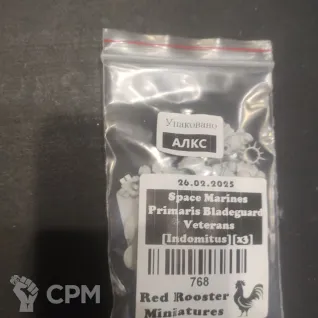 Упаковано
АЛКС
26.02.2025
Space Marines
Primaris Bladeguard
Veterans
[Indomitus][x3]
768
Red Rooster
Miniatures
CPM